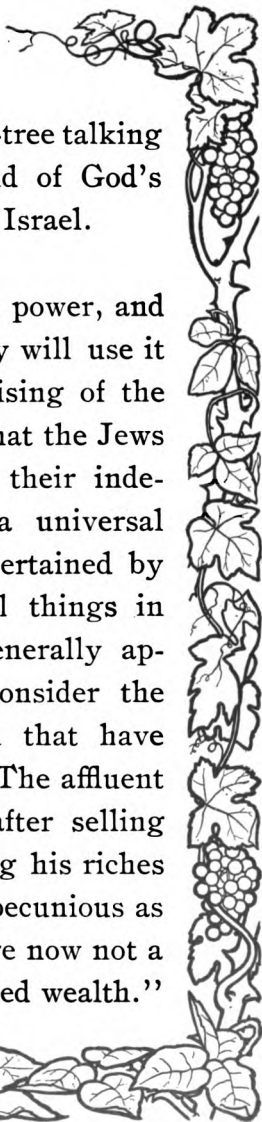 -tree talking
d of God's
Israel.
power, and
y will use it
ising of the
hat the Jews
their inde-
a universal
ertained by
l things in
enerally ap-
onsider the
that have
The affluent
after selling
g his riches
pecunious as
e now not a
ed wealth."